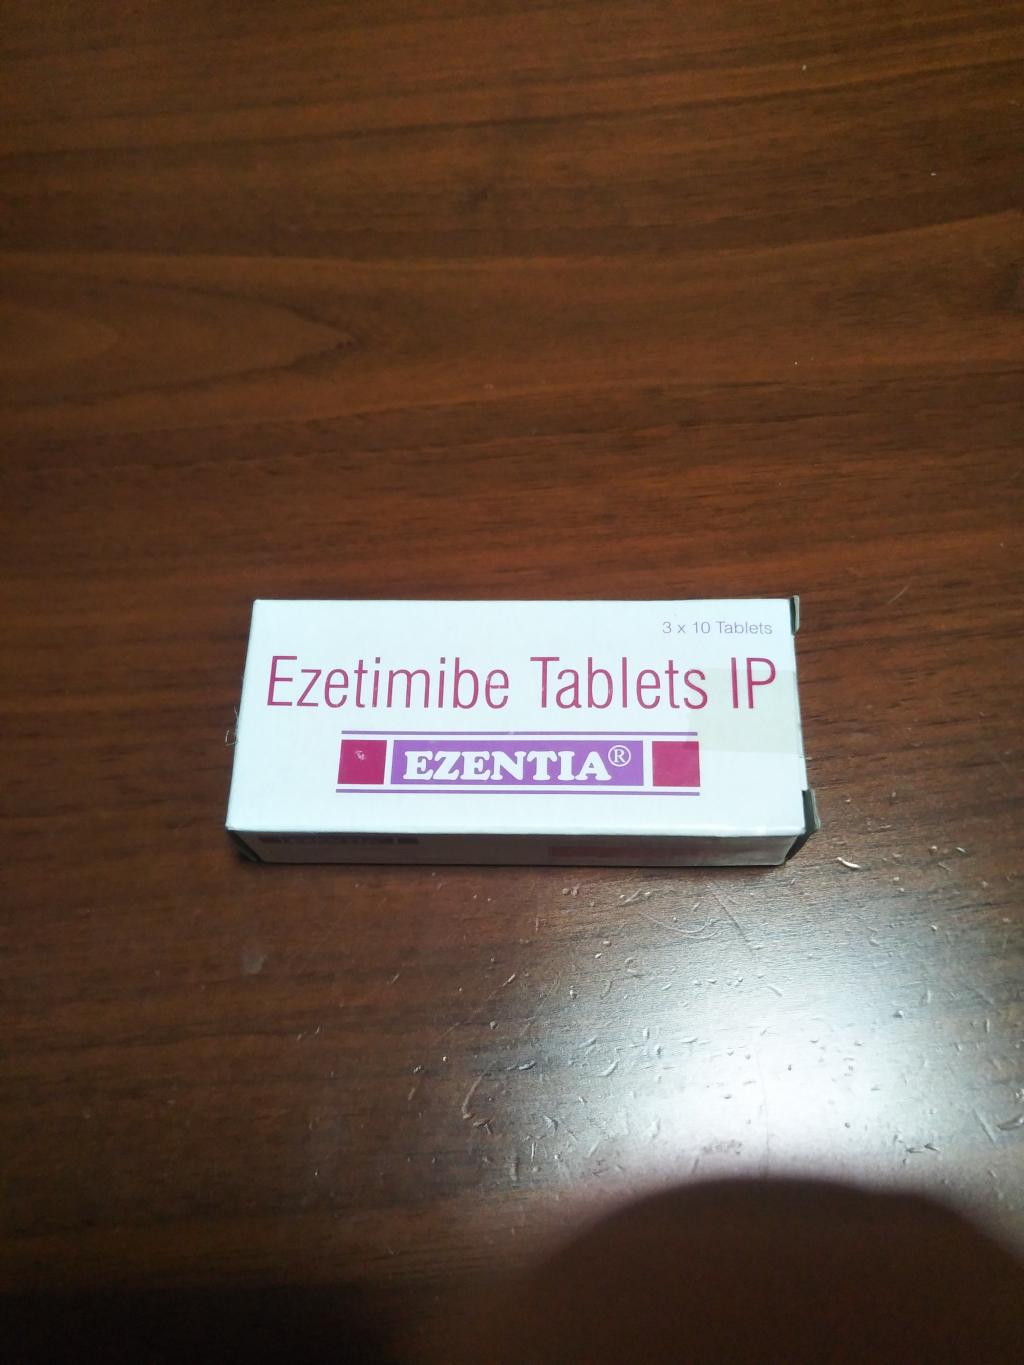 3 x 10 Tablets
Ezetimibe Tablets IP
EZENTIA®